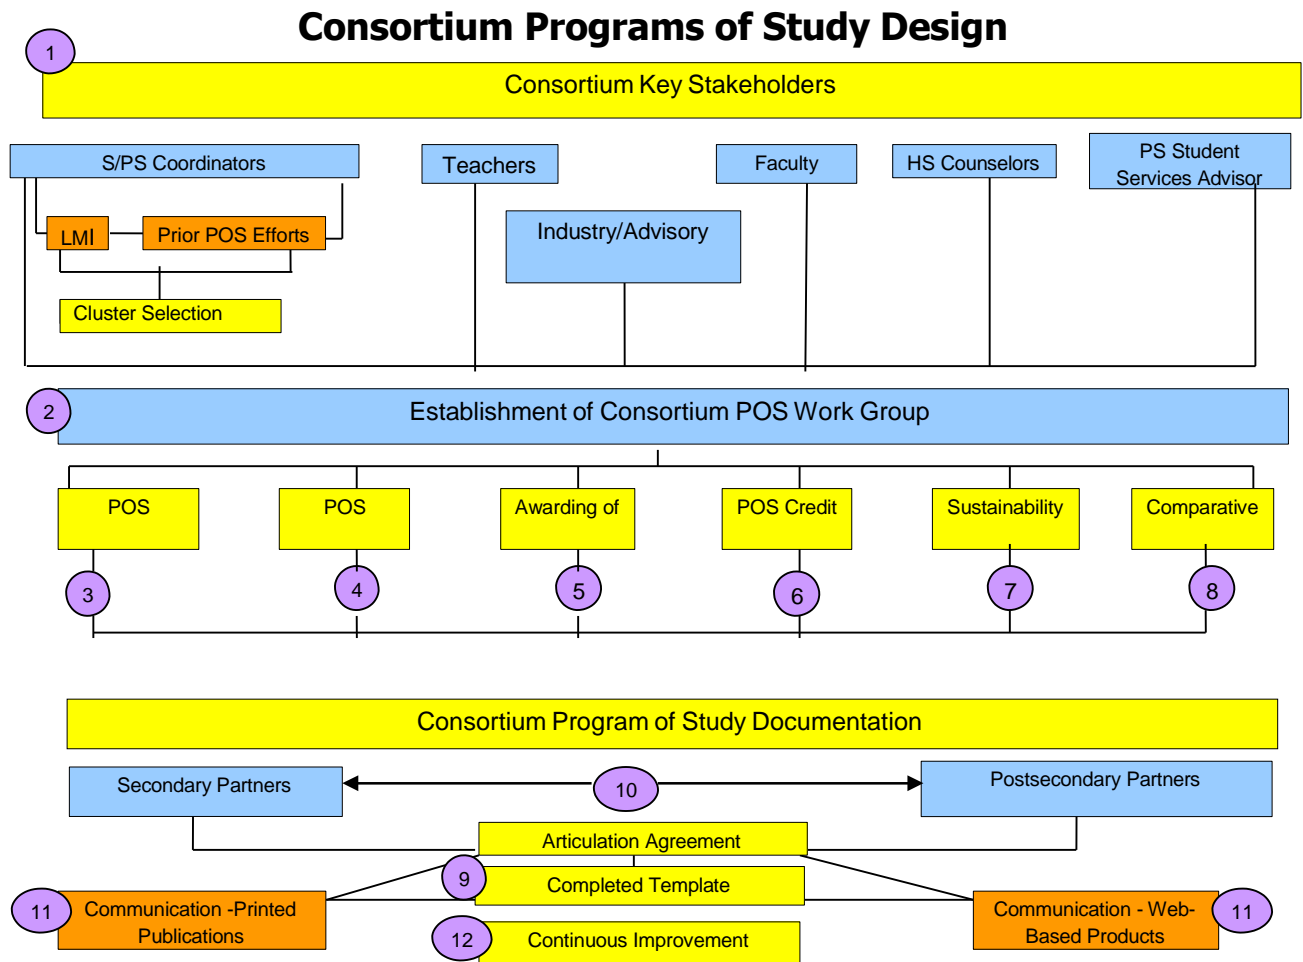 Consortium Programs of Study Design
1
Consortium Key Stakeholders
S/PS Coordinators
Teachers
Faculty
HS Counselors
PS Student
Services Advisor
LMI
Prior POS Efforts
Industry/Advisory
Cluster Selection
2
Establishment of Consortium POS Work Group
POS
POS
Awarding of
POS Credit
Sustainability
Comparative
3
4
5
6
7
8
Consortium Program of Study Documentation
Secondary Partners
10
Postsecondary Partners
Articulation Agreement
9
Completed Template
11
Communication -Printed
Publications
Communication - Web-
Based Products
11
12
Continuous Improvement